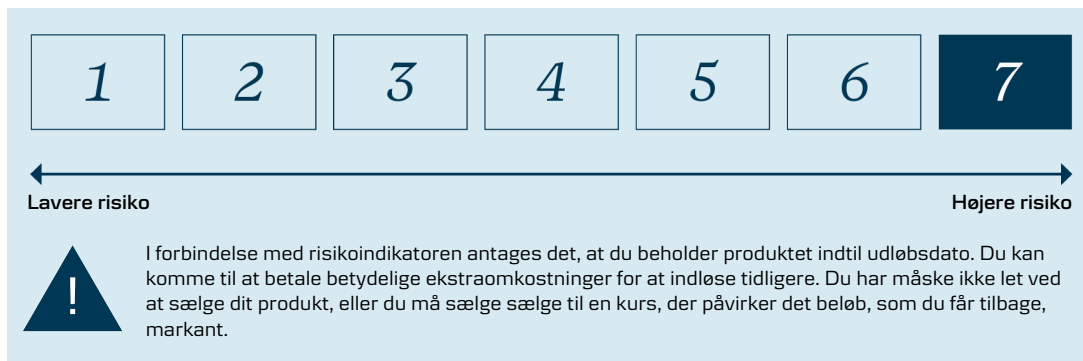 1 2 3 4 5 6 7
Lavere risiko Højere risiko
! I forbindelse med risikoindikatoren antages det, at du beholder produktet indtil udløbsdato. Du kan
komme til at betale betydelige ekstraomkostninger for at indløse tidligere. Du har måske ikke let ved
at sælge dit produkt, eller du må sælge sælge til en kurs, der påvirker det beløb, som du får tilbage,
markant.